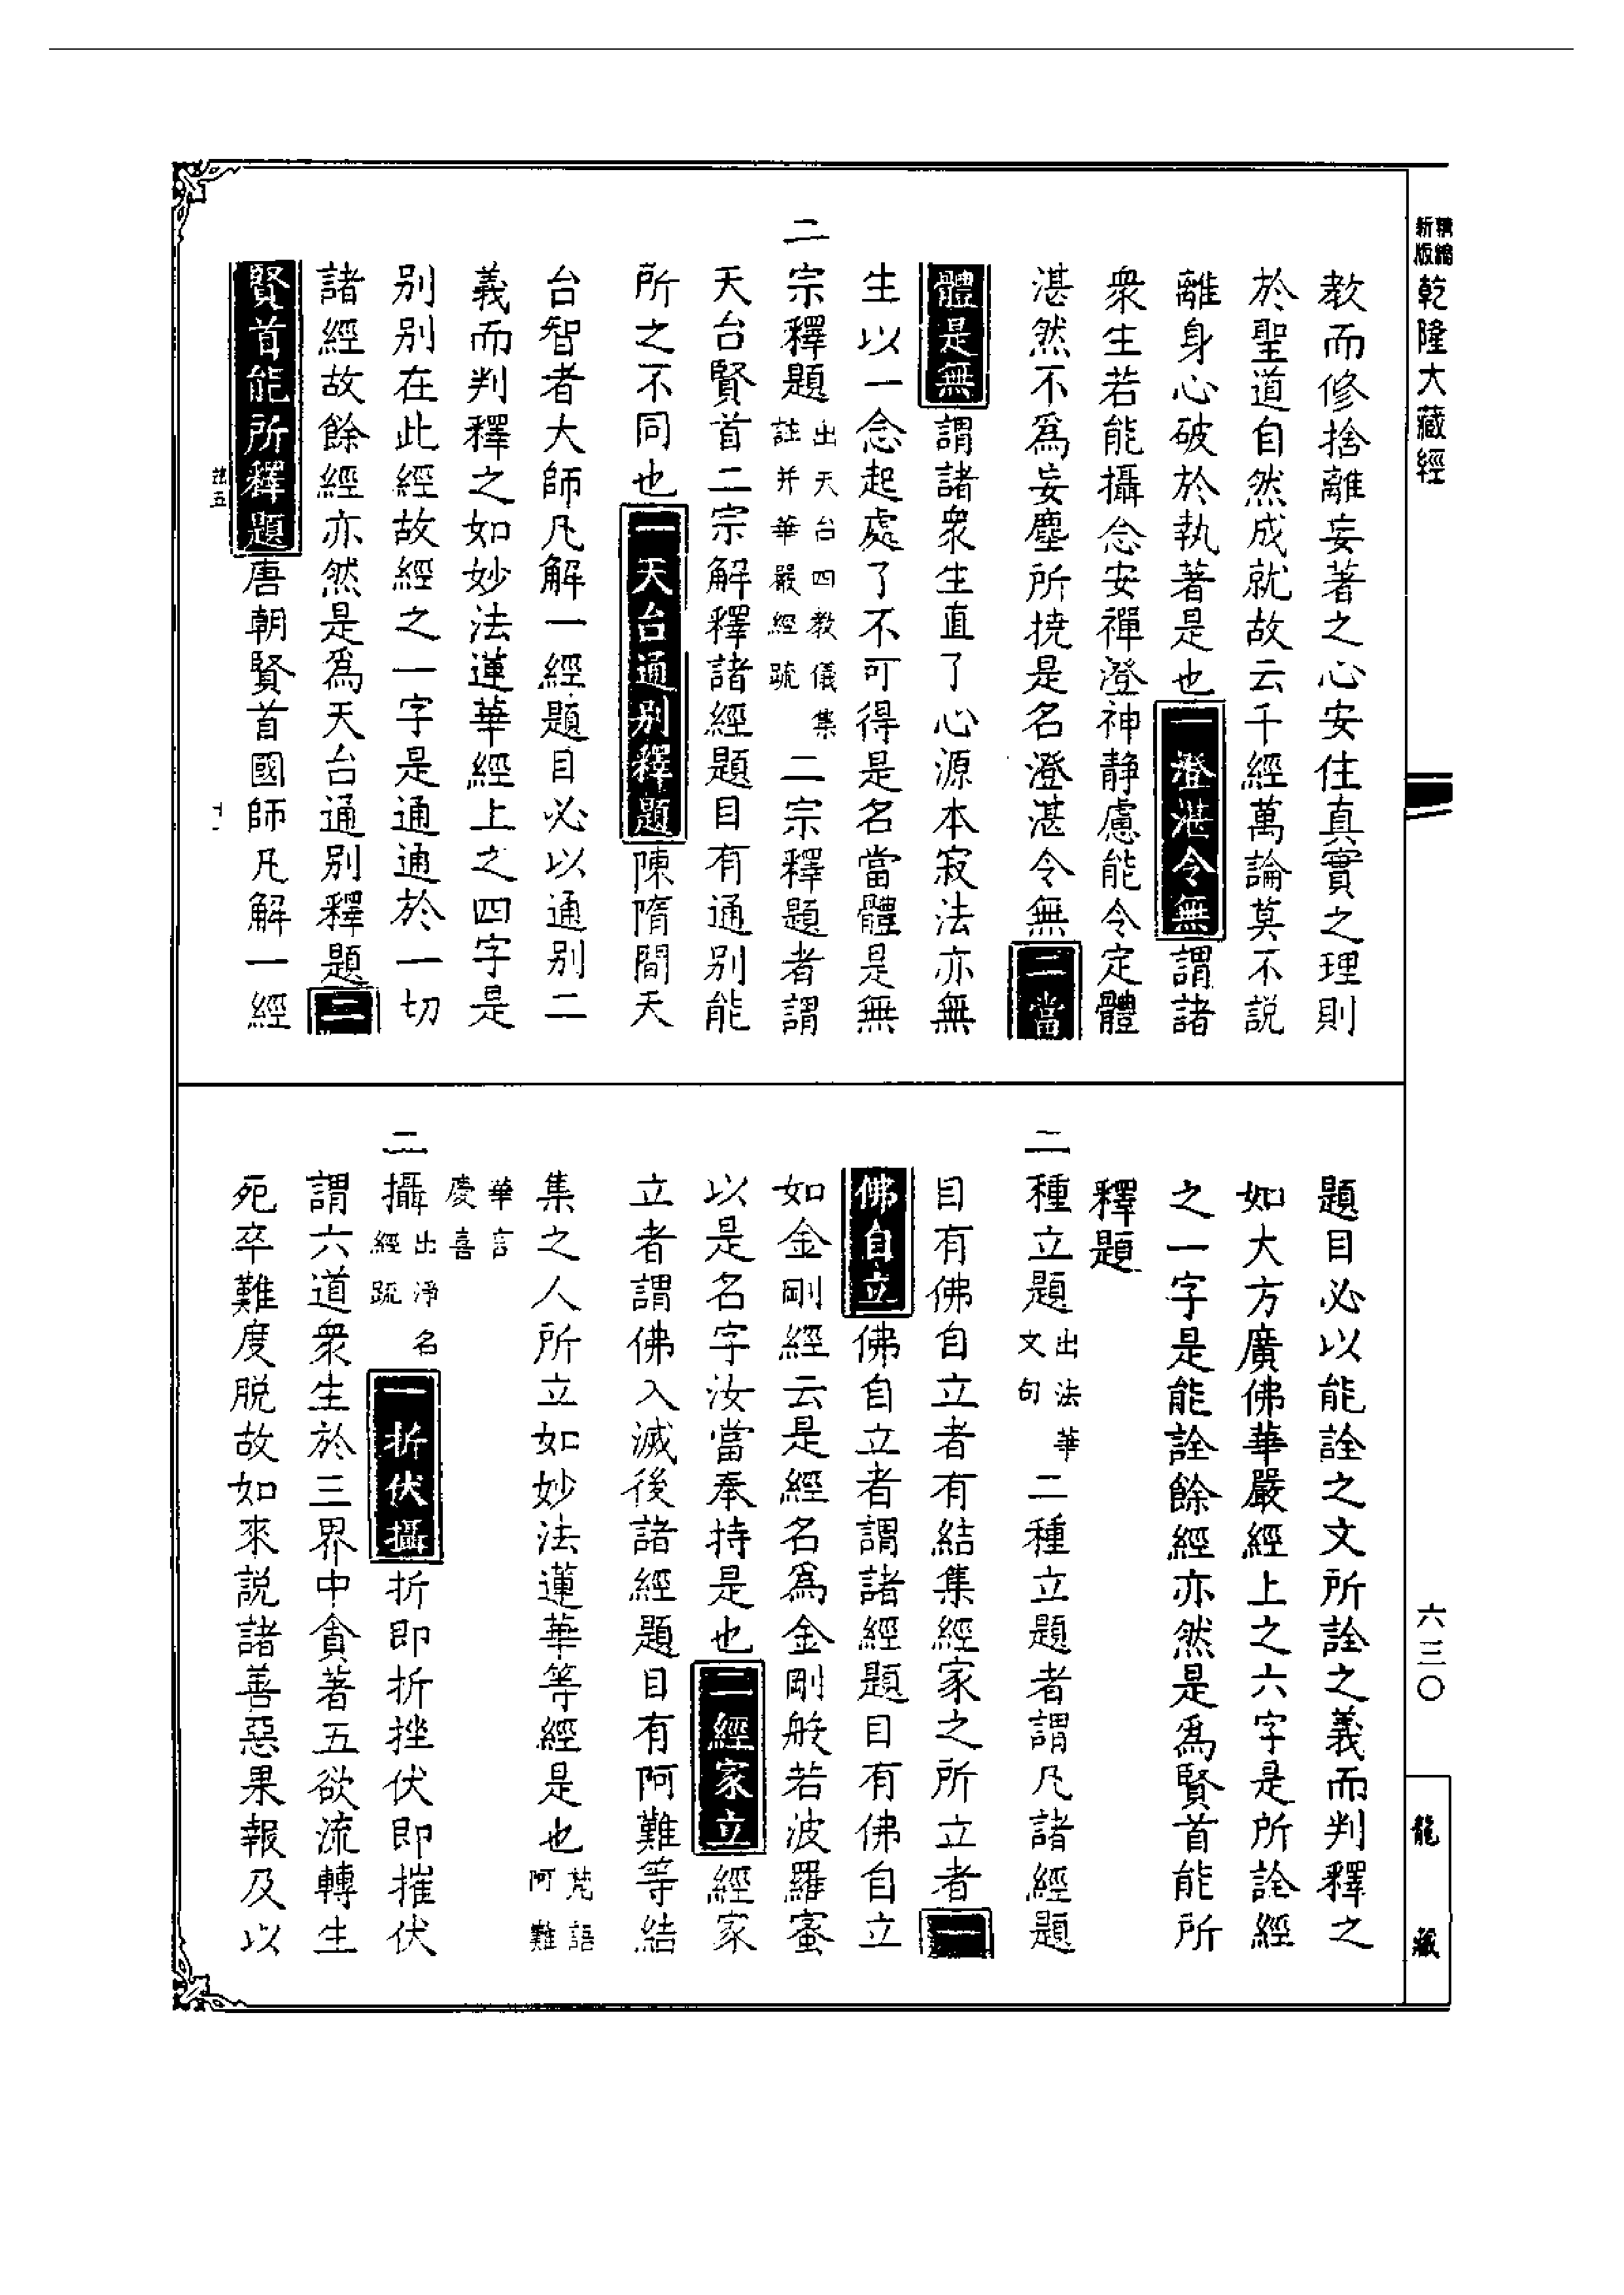 精編
新版
乾隆大藏經
教而修捨離妄著之心安住真實之理則
於聖道自然成就故云千經萬論莫不説
離身心破於執著是也一澄湛令無謂諸
衆生若能攝念安禪澄神静慮能令定體
湛然不爲妄塵所撓是名澄湛令無二當
體是無謂諸衆生直了心源本寂法亦無
生以一念起處了不可得是名當體是無
二宗釋題出天台四教儀集註并華嚴經疏二宗釋題者謂
天台賢首二宗解釋諸經題目有通别能
所之不同也一天台通别釋題陳隋間天
台智者大師凡解一經題目必以通别二
義而判釋之如妙法蓮華經上之四字是
别别在此經故經之一字是通通於一切
諸經故餘經亦然是爲天台通别釋題二
賢首能所釋題唐朝賢首國師凡解一經
題目必以能詮之文所詮之義而判釋之
如大方廣佛華嚴經上之六字是所詮經
之一字是能詮餘經亦然是爲賢首能所
釋題
二種立題出法華文句二種立題者謂凡諸經題
目有佛自立者有結集經家之所立者一
佛自立佛自立者謂諸經題目有佛自立
如金剛經云是經名爲金剛般若波羅蜜
以是名字汝當奉持是也二經家立經家
立者謂佛入滅後諸經題目有阿難等結
集之人所立如妙法蓮華等經是也梵語阿難
華言慶喜
二攝出淨名經疏一折伏攝折即折挫伏即摧伏
謂六道衆生於三界中貪著五欲流轉生
死卒難度脱故如來説諸善惡果報及以
六三〇
龍藏